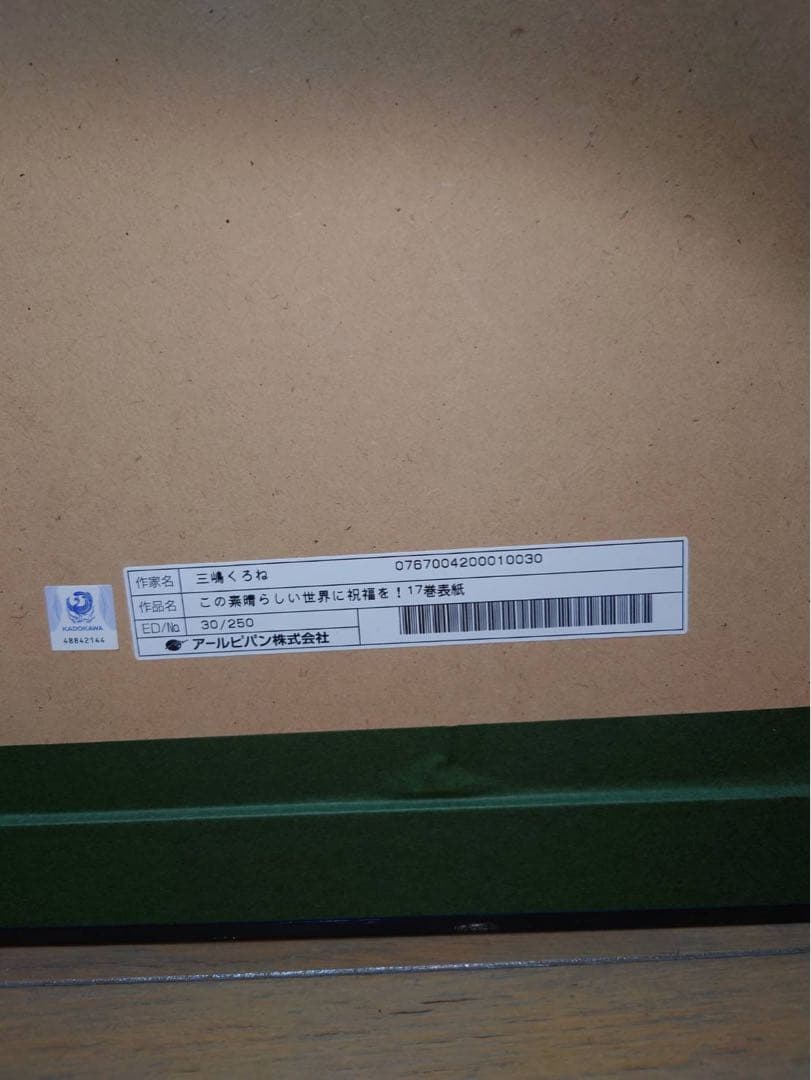 作家名 三嶋くろね 0767004200010030
作品名 この素晴らしい世界に祝福を！17巻表紙
ED/No. 30/250
アールビバン株式会社
KADOKAWA
48842144